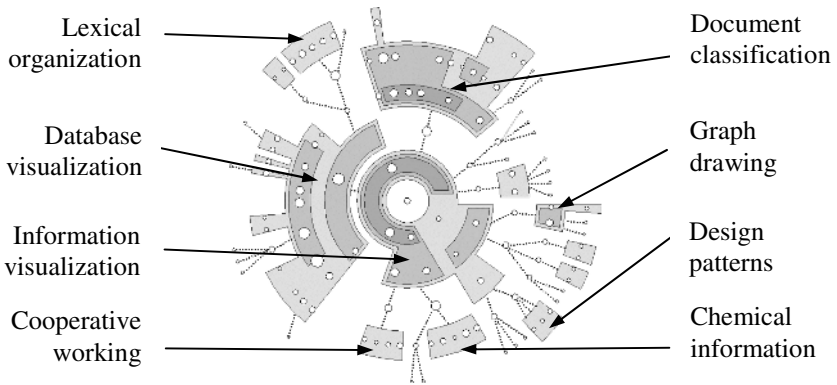 Lexical
organization
Database
visualization
Information
visualization
Cooperative
working
Document
classification
Graph
drawing
Design
patterns
Chemical
information